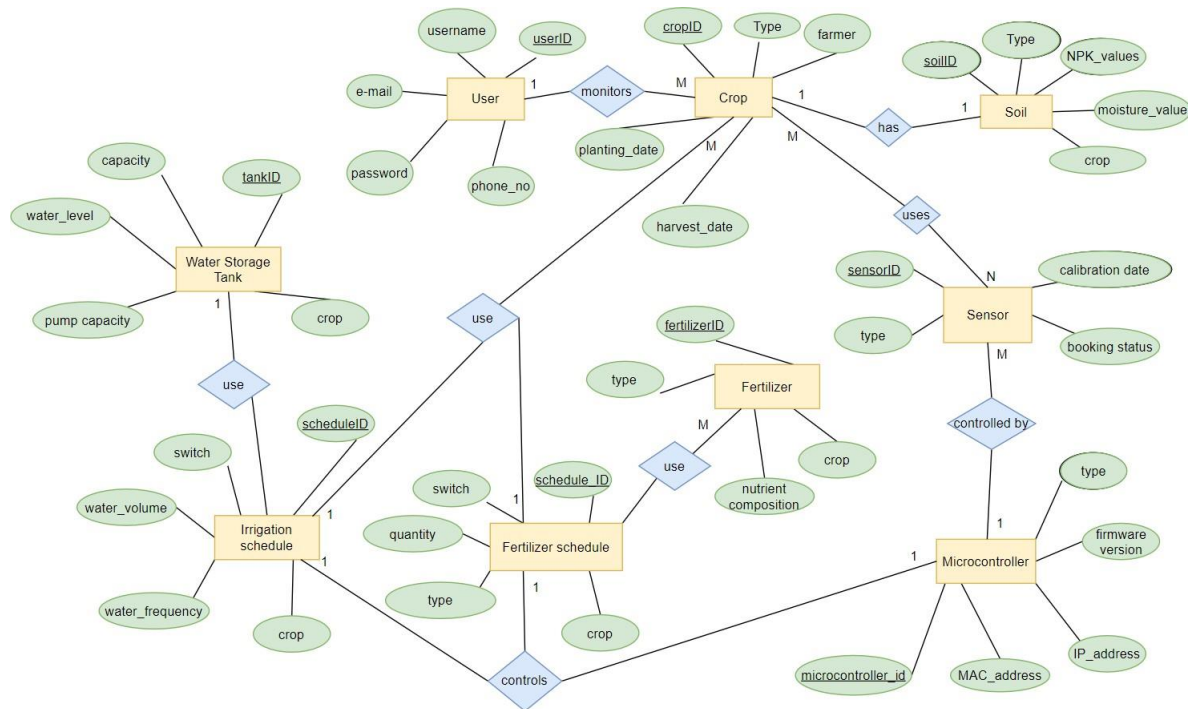 username
userID
cropID
Type
farmer
Type
NPK_values
soilID
e-mail
User
1
monitors
M
Crop
1
has
1
Soil
moisture_value
crop
password
phone_no
planting_date
M
M
harvest_date
uses
capacity
tankID
water_level
Water Storage
Tank
1
pump capacity
crop
use
sensorID
calibration date
N
Sensor
type
booking status
M
fertilizerID
type
Fertilizer
M
crop
use
nutrient
composition
use
controlled by
scheduleID
switch
water_volume
Irrigation
schedule
1
1
water_frequency
crop
switch
schedule_ID
1
quantity
Fertilizer schedule
1
type
crop
controls
type
1
firmware
version
1
Microcontroller
IP_address
microcontroller_id
MAC_address